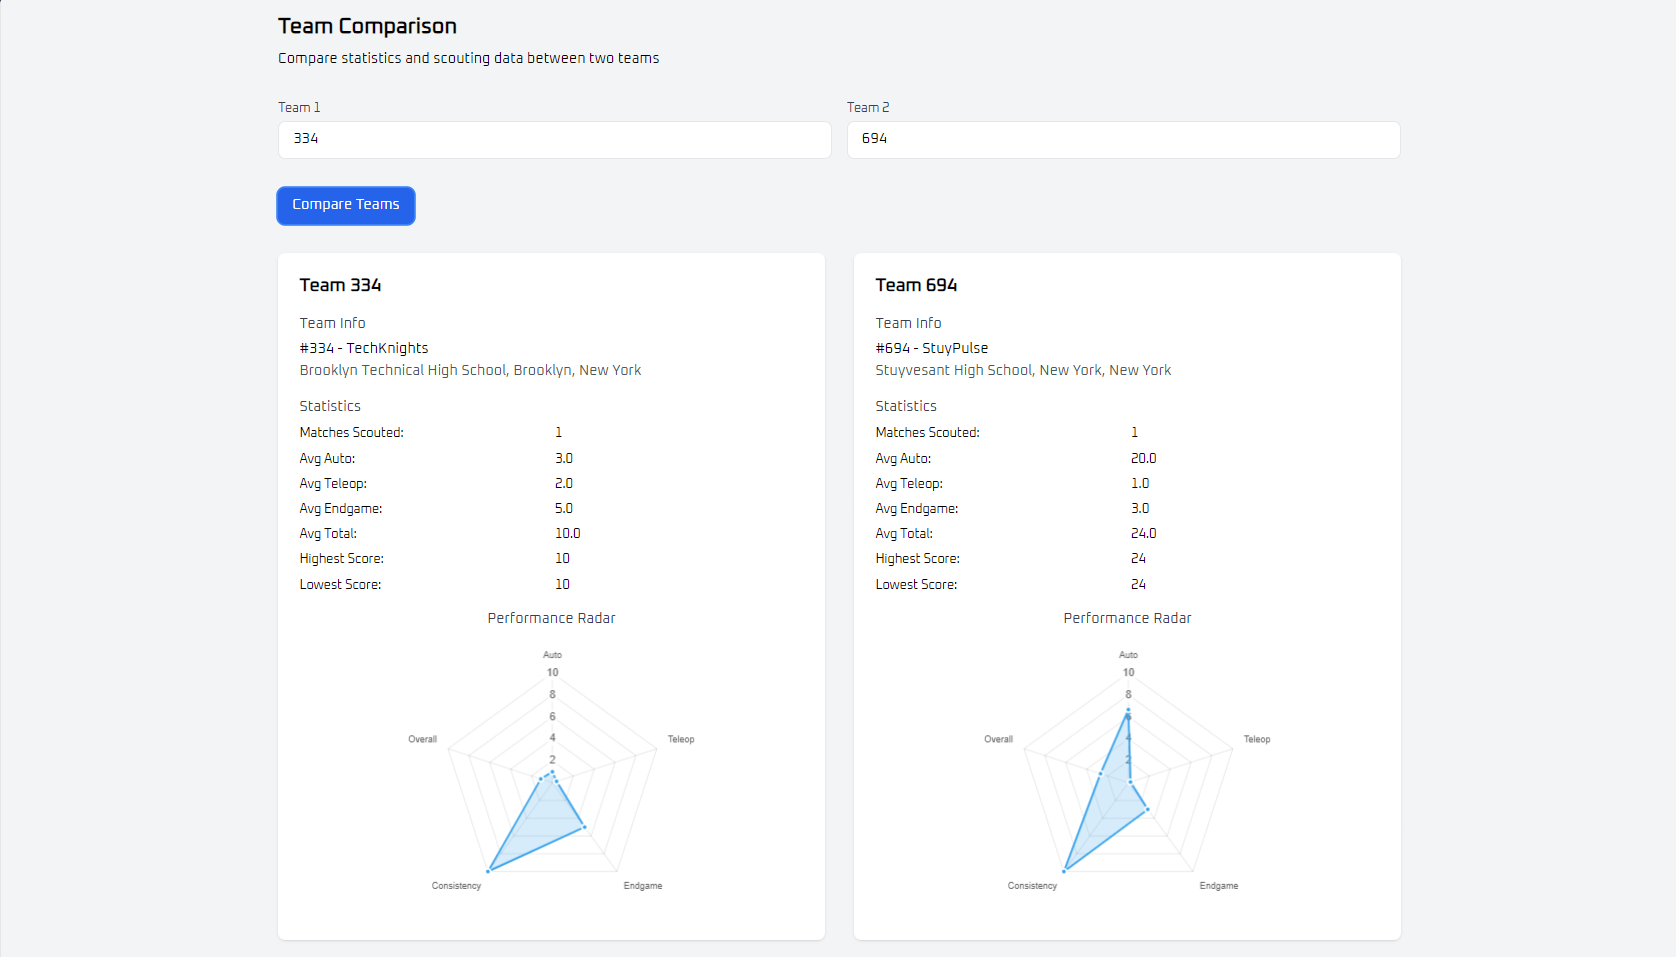 Team Comparison
Compare statistics and scouting data between two teams
Team 1
Team 2
334
694
Compare Teams
Team 334
Team Info
#334 - TechKnights
Brooklyn Technical High School, Brooklyn, New York
Statistics
Matches Scouted: 1
Avg Auto: 3.0
Avg Teleop: 2.0
Avg Endgame: 5.0
Avg Total: 10.0
Highest Score: 10
Lowest Score: 10
Performance Radar
Auto
10
8
6
4
2
Overall
Teleop
Consistency
Endgame
Team 694
Team Info
#694 - StuyPulse
Stuyvesant High School, New York, New York
Statistics
Matches Scouted: 1
Avg Auto: 20.0
Avg Teleop: 1.0
Avg Endgame: 3.0
Avg Total: 24.0
Highest Score: 24
Lowest Score: 24
Performance Radar
Auto
10
8
6
4
2
Overall
Teleop
Consistency
Endgame